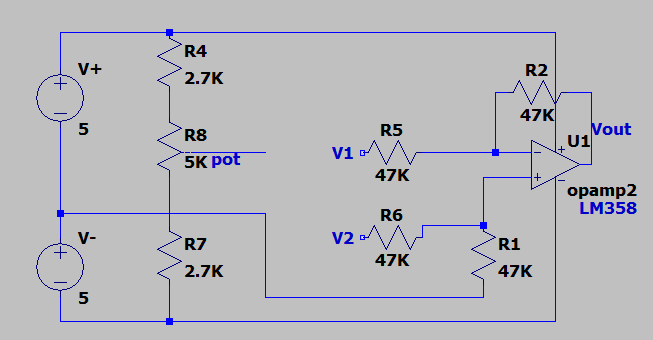 V+
5
V-
5
R4
2.7K
R8
5K
pot
R7
2.7K
V1
R5
47K
V2
R6
47K
R1
47K
R2
47K
Vout
U1
opamp2
LM358